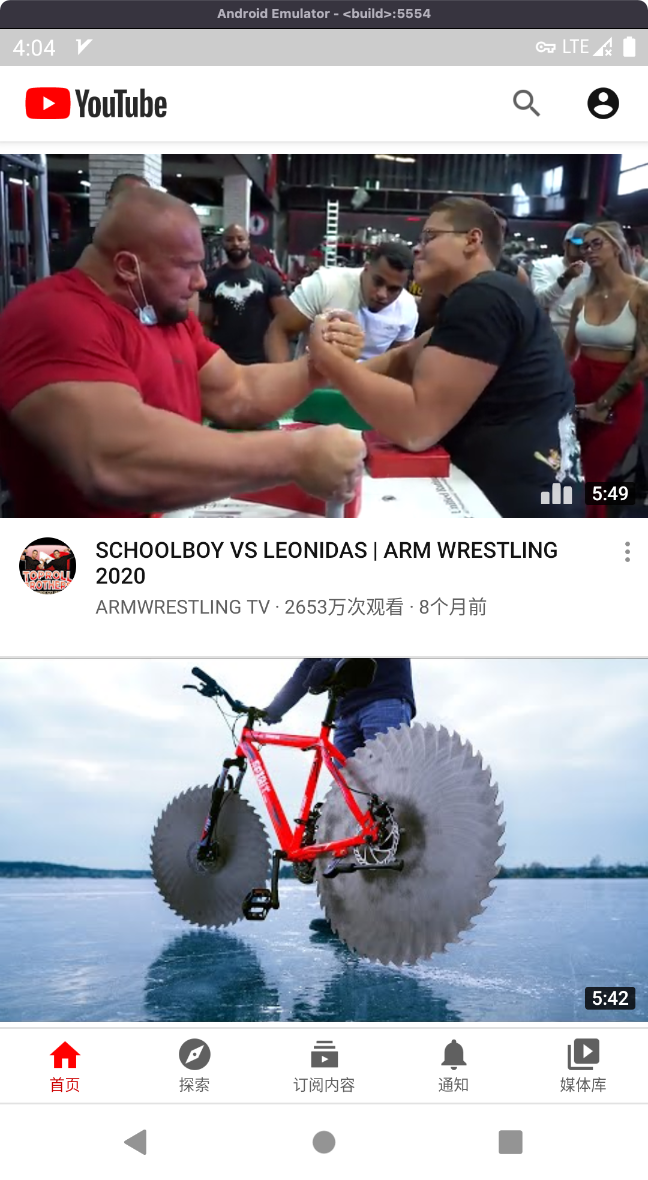 Android Emulator - <build>:5554
4:04
LTE
YouTube
5:49
TOPROLL
BROTHERS
SCHOOLBOY VS LEONIDAS | ARM WRESTLING
2020
ARMWRESTLING TV · 2653万次观看 · 8个月前
5:42
首页
探索
订阅内容
通知
媒体库